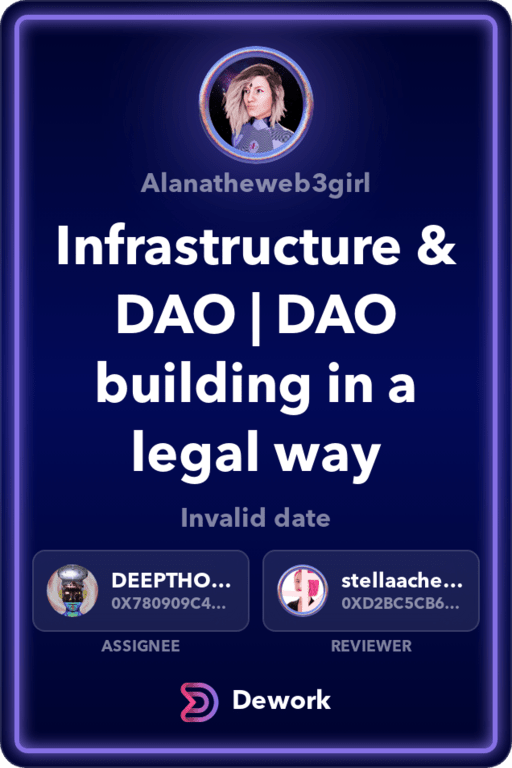 Alanatheweb3girl
Infrastructure &
DAO | DAO
building in a
legal way
Invalid date
DEEPTHO...
0X780909C4...
stellaache...
0XD2BC5CB6...
ASSIGNEE
REVIEWER
Dework